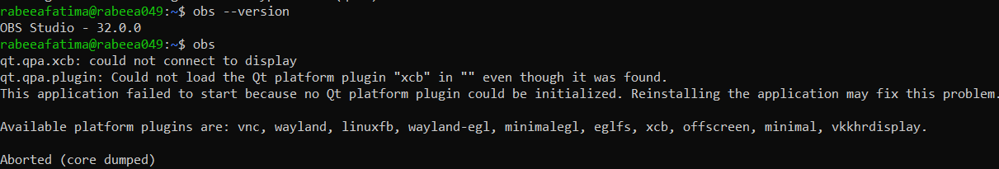 rabeeafatima@rabeea049:~$ obs --version
OBS Studio - 32.0.0
rabeeafatima@rabeea049:~$ obs
qt.qpa.xcb: could not connect to display
qt.qpa.plugin: Could not load the Qt platform plugin "xcb" in "" even though it was found.
This application failed to start because no Qt platform plugin could be initialized. Reinstalling the application may fix this problem.
Available platform plugins are: vnc, wayland, linuxfb, wayland-egl, minimalegl, eglfs, xcb, offscreen, minimal, vkkhrdisplay.
Aborted (core dumped)